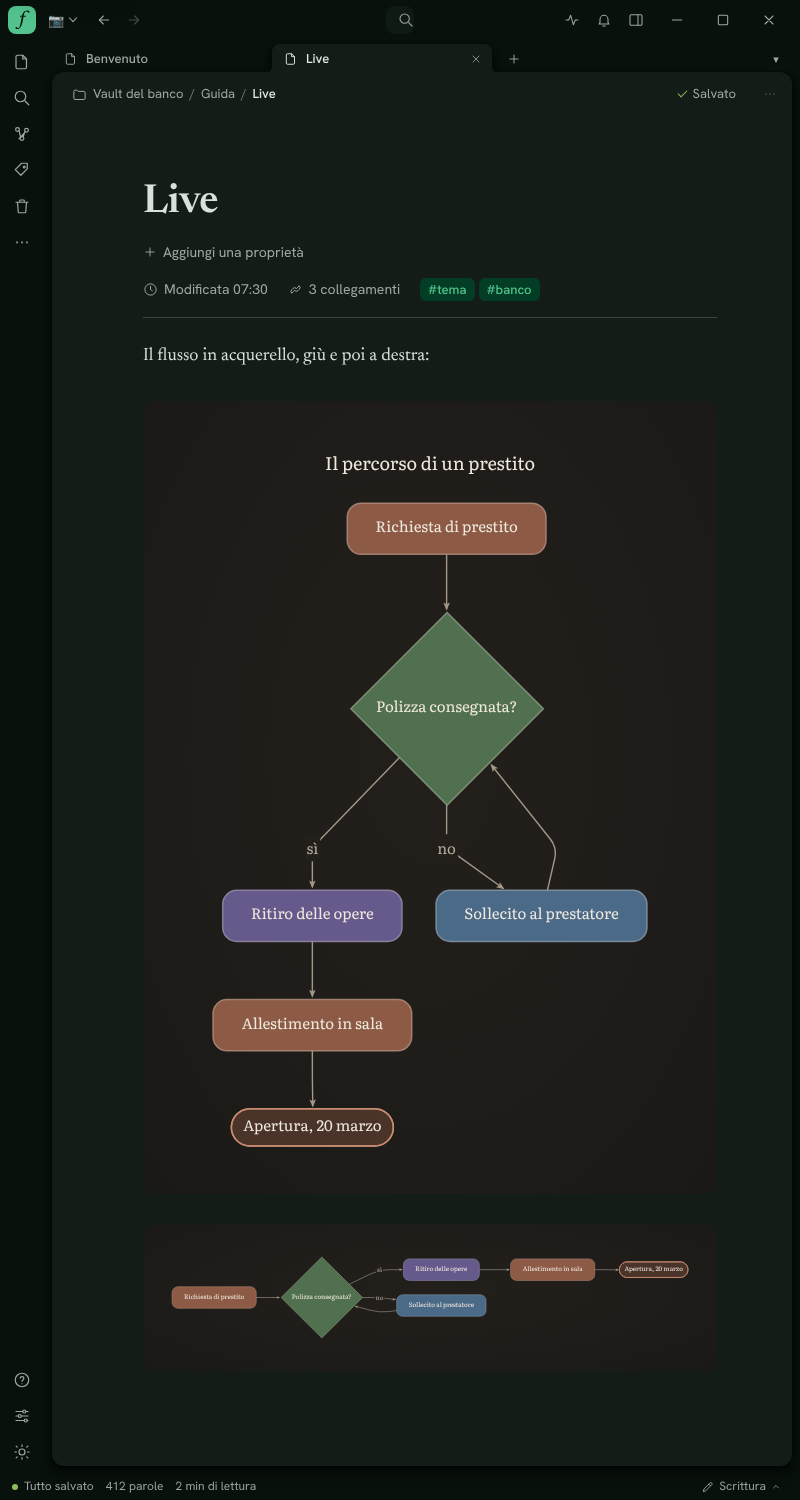 f
Benvenuto
Live
Vault del banco / Guida / Live
Salvato
Live
Aggiungi una proprietà
Modificata 07:30
3 collegamenti
#tema
#banco
Il flusso in acquerello, giù e poi a destra:
Il percorso di un prestito
Richiesta di prestito
Polizza consegnata?
sì
no
Ritiro delle opere
Sollecito al prestatore
Allestimento in sala
Apertura, 20 marzo
Richiesta di prestito
Polizza consegnata?
sì
no
Ritiro delle opere
Sollecito al prestatore
Allestimento in sala
Apertura, 20 marzo
Tutto salvato
412 parole
2 min di lettura
Scrittura